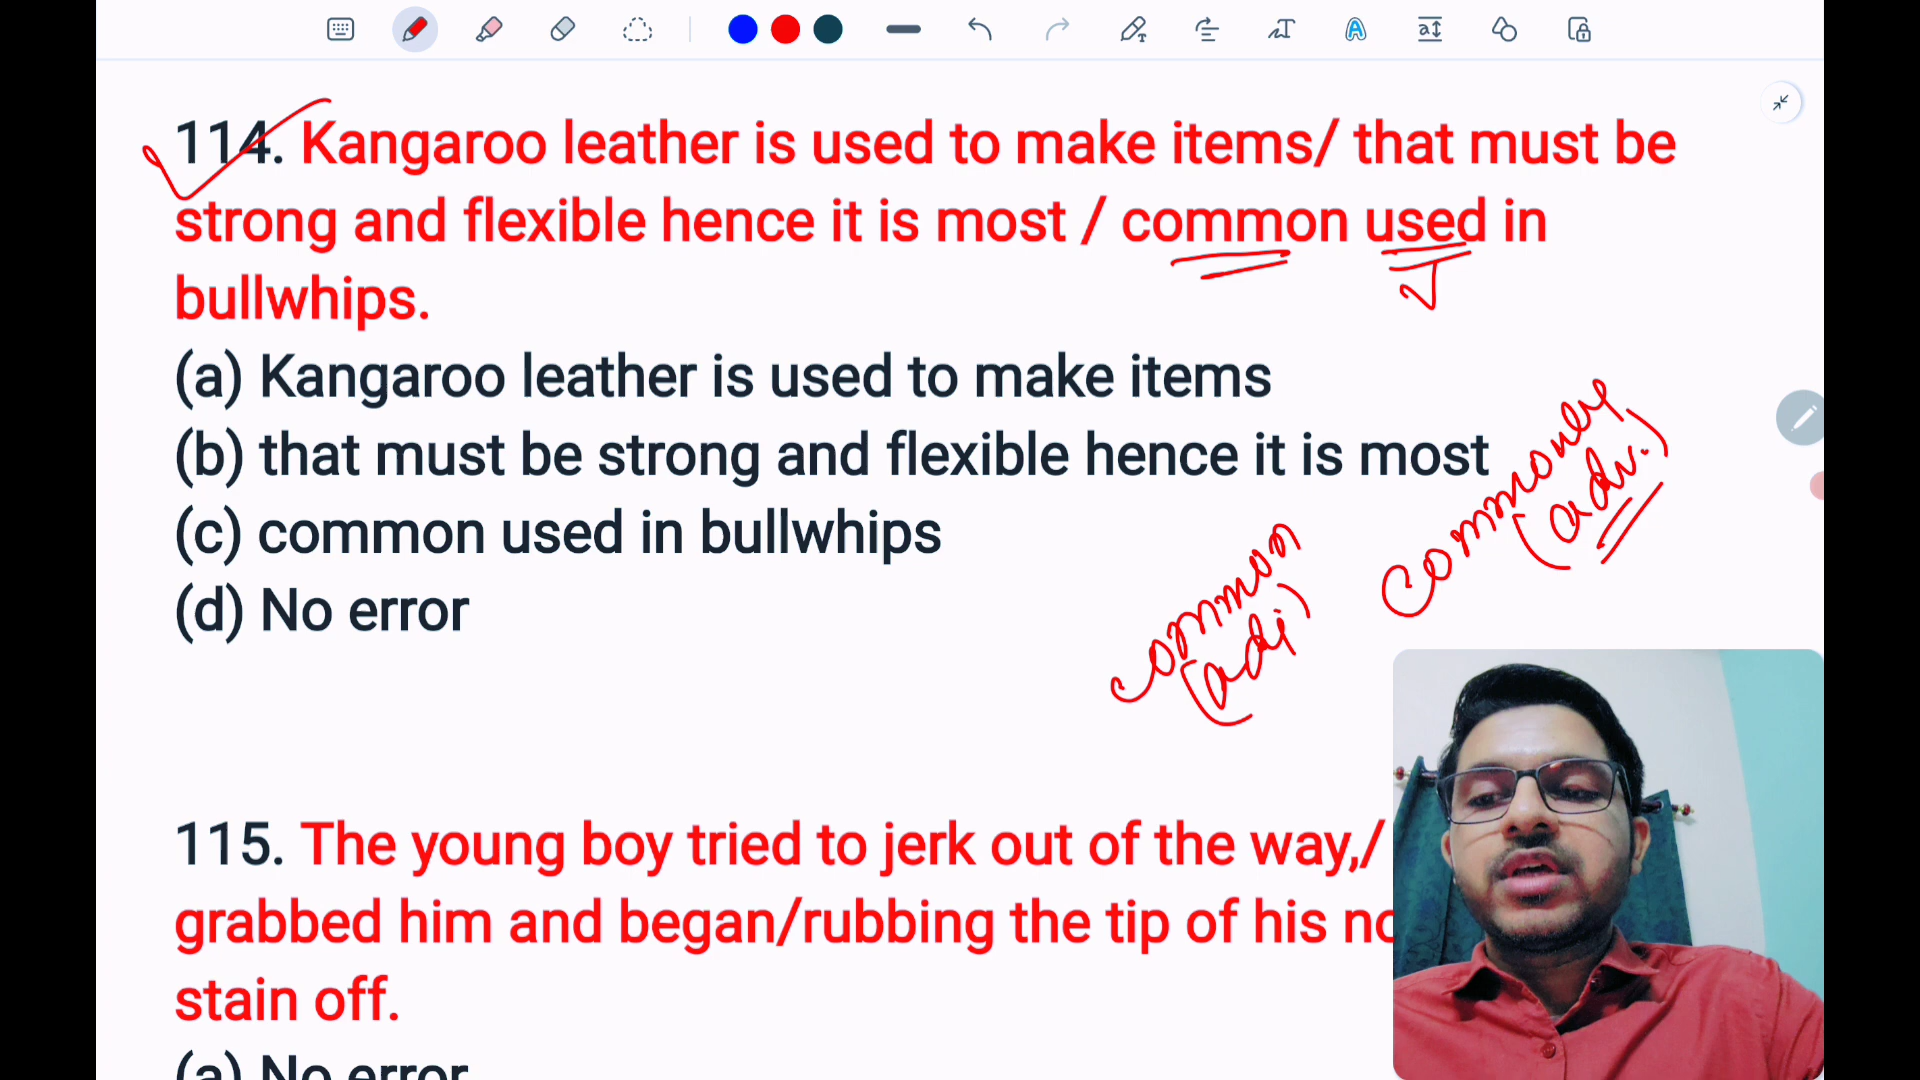 114. Kangaroo leather is used to make items/ that must be
strong and flexible hence it is most / common used in
bullwhips.
(a) Kangaroo leather is used to make items
(b) that must be strong and flexible hence it is most
(c) common used in bullwhips
(d) No error
common
(adj)
commonly
(adv.)
115. The young boy tried to jerk out of the way,/
grabbed him and began/rubbing the tip of his no
stain off.
(a) No error